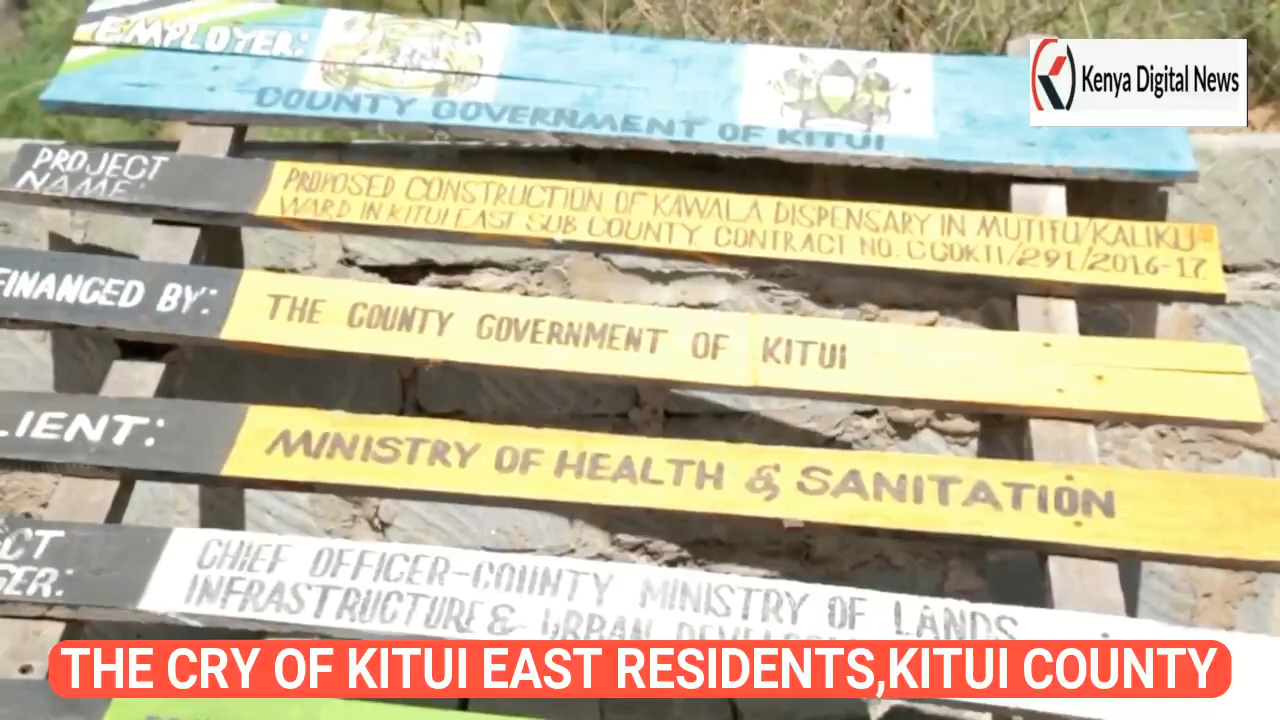 EMPLOYER:
COUNTY GOVERNMENT OF KITUI
Kenya Digital News
PROJECT
NAME:
PROPOSED CONSTRUCTION OF KAWALA DISPENSARY IN MUTITU/KALIKU
WARD IN KITUI EAST SUB COUNTY. CONTRACT NO. CGOKTI/291/2016-17.
FINANCED BY:
THE COUNTY GOVERNMENT OF KITUI
LIENT:
MINISTRY OF HEALTH & SANITATION
CT
GER:
CHIEF OFFICER-COUNTY MINISTRY OF LANDS
INFRASTRUCTURE & URBAN
THE CRY OF KITUI EAST RESIDENTS,KITUI COUNTY